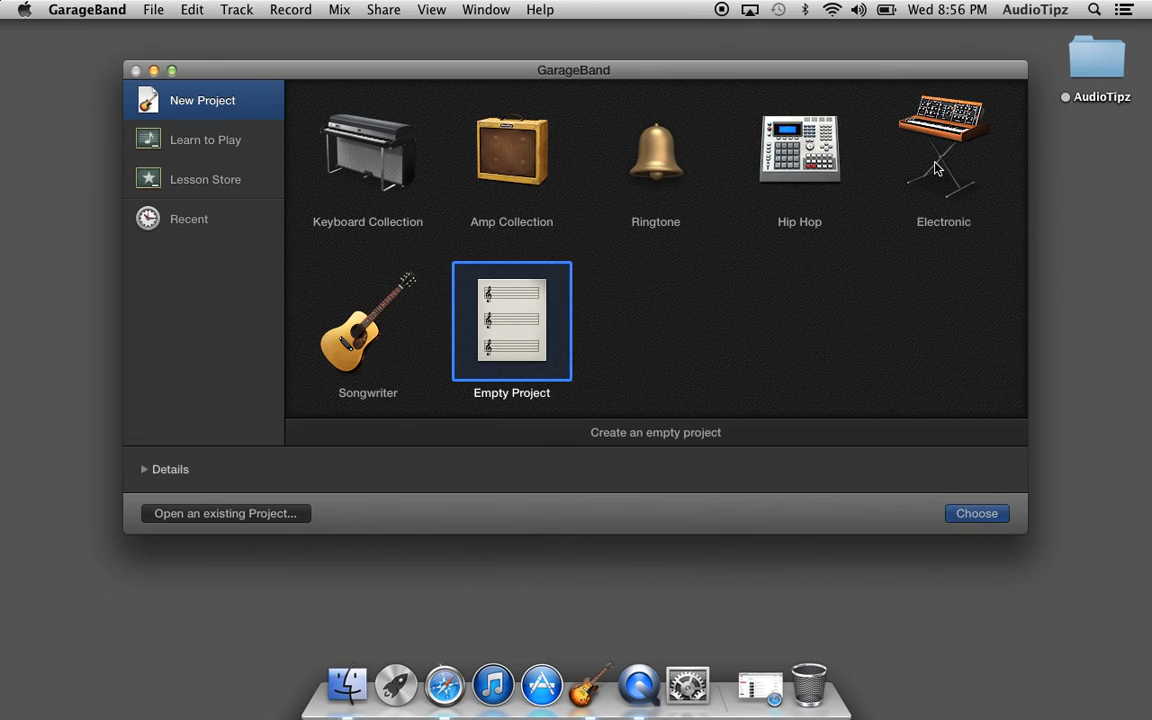 GarageBand File Edit Track Record Mix Share View Window Help Wed 8:56 PM AudioTipz
AudioTipz
GarageBand
New Project
Learn to Play
Lesson Store
Recent
Keyboard Collection Amp Collection Ringtone Hip Hop Electronic
Songwriter Empty Project
Create an empty project
Details
Open an existing Project... Choose